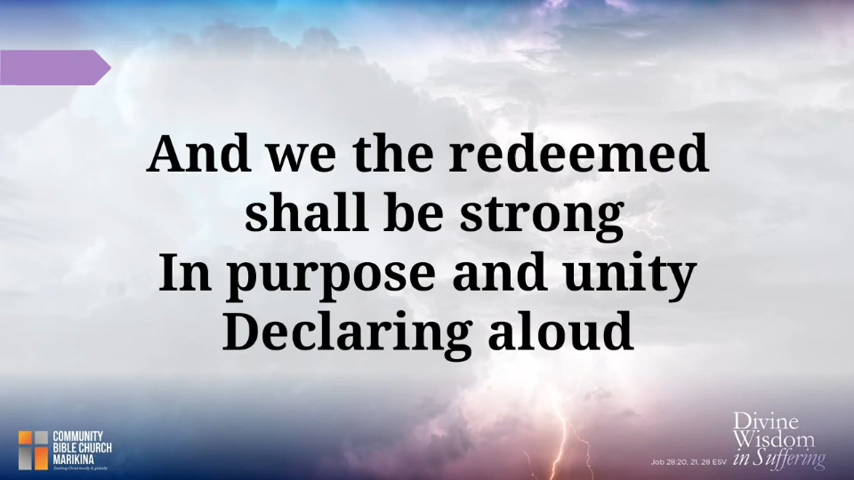 And we the redeemed
shall be strong
In purpose and unity
Declaring aloud
COMMUNITY
BIBLE CHURCH
MARIKINA
Job 28:20, 21, 28 ESV
Divine
Wisdom
in Suffering